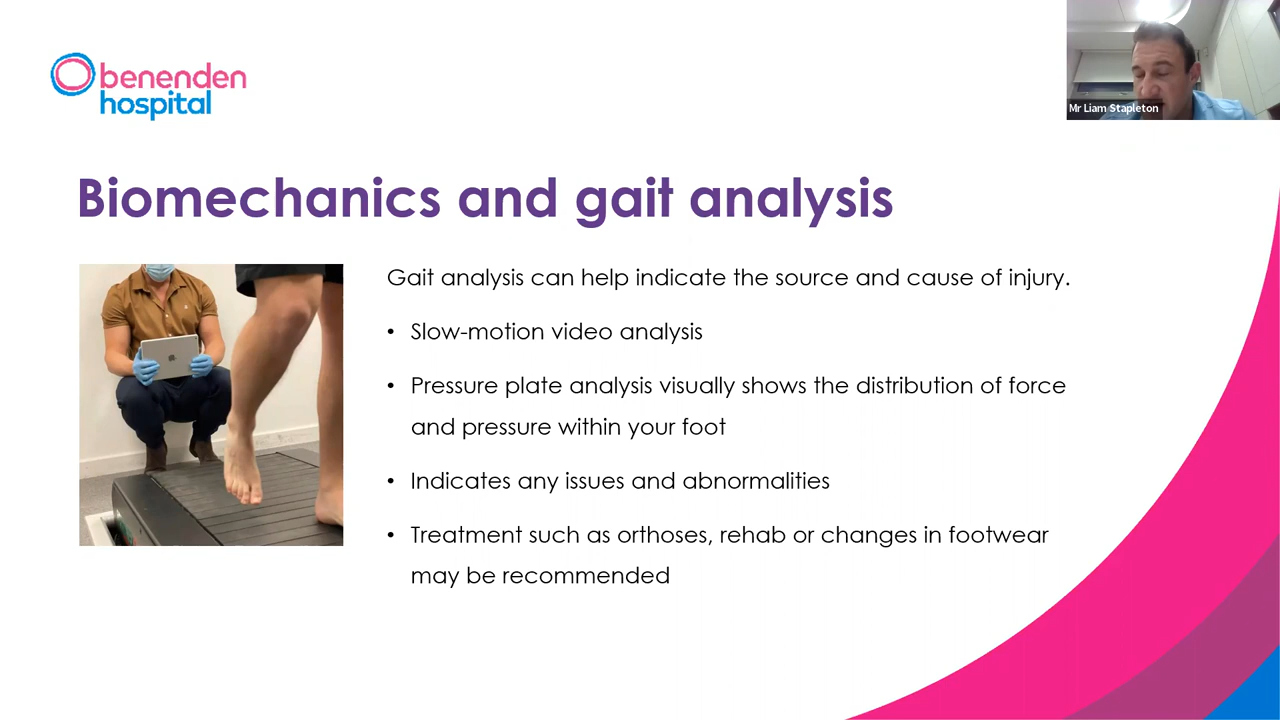 benenden
hospital
Mr Liam Stapleton
Biomechanics and gait analysis
Gait analysis can help indicate the source and cause of injury.
• Slow-motion video analysis
• Pressure plate analysis visually shows the distribution of force
and pressure within your foot
• Indicates any issues and abnormalities
• Treatment such as orthoses, rehab or changes in footwear
may be recommended